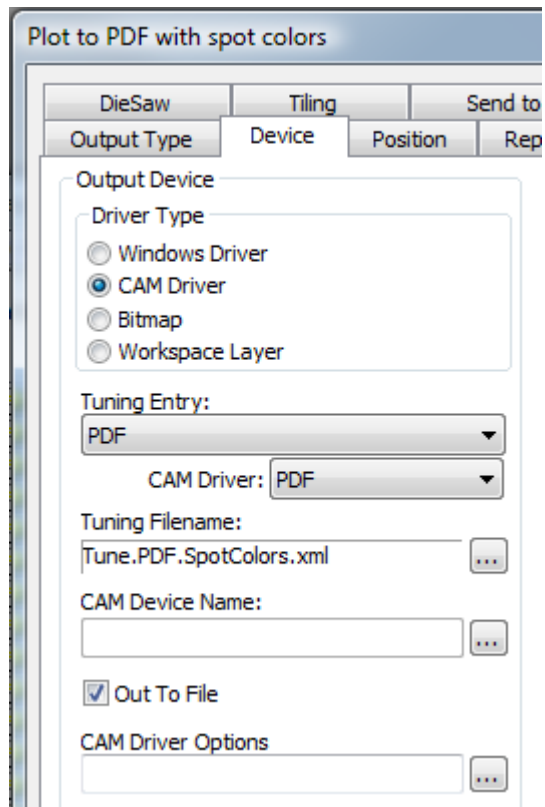 Plot to PDF with spot colors
DieSaw Tiling Send to
Output Type Device Position Rep
Output Device
Driver Type
Windows Driver
CAM Driver
Bitmap
Workspace Layer
Tuning Entry:
PDF
CAM Driver: PDF
Tuning Filename:
Tune.PDF.SpotColors.xml ...
CAM Device Name:
...
Out To File
CAM Driver Options
...